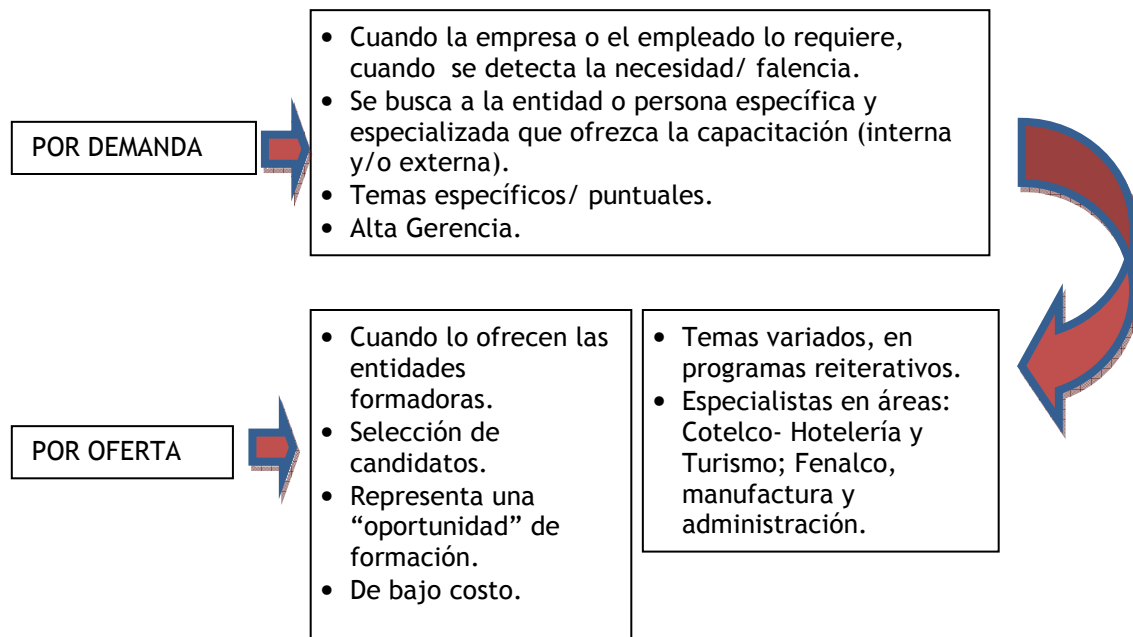 POR DEMANDA
• Cuando la empresa o el empleado lo requiere,
cuando se detecta la necesidad/ falencia.
• Se busca a la entidad o persona específica y
especializada que ofrezca la capacitación (interna
y/o externa).
• Temas específicos/ puntuales.
• Alta Gerencia.
POR OFERTA
• Cuando lo ofrecen las
entidades
formadoras.
• Selección de
candidatos.
• Representa una
“oportunidad” de
formación.
• De bajo costo.
• Temas variados, en
programas reiterativos.
• Especialistas en áreas:
Cotelco- Hotelería y
Turismo; Fenalco,
manufactura y
administración.